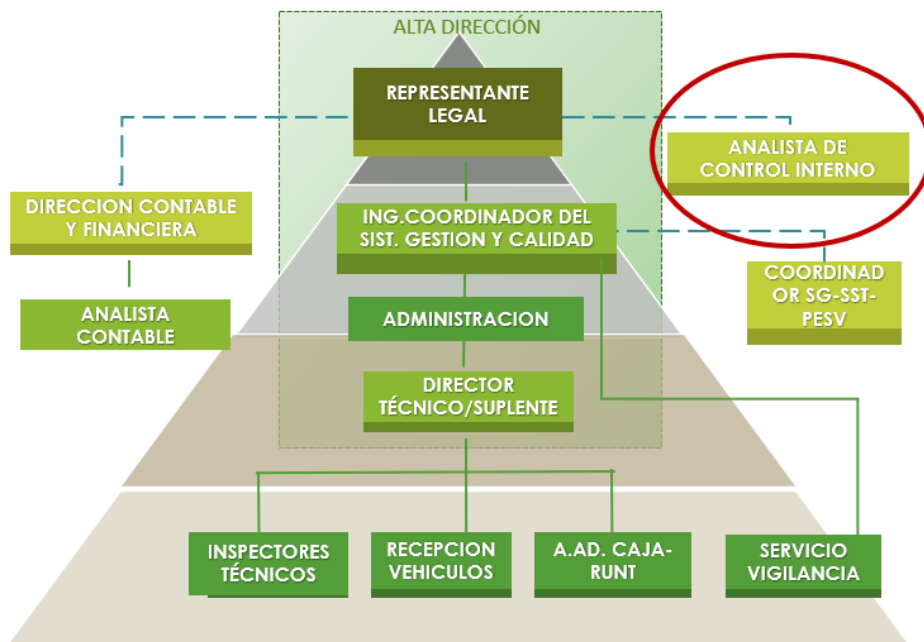 ALTA DIRECCIÓN
REPRESENTANTE
LEGAL
ANALISTA DE
CONTROL INTERNO
DIRECCION CONTABLE
Y FINANCIERA
ING.COORDINADOR DEL
SIST. GESTION Y CALIDAD
COORDINAD
OR SG-SST-
PESV
ANALISTA
CONTABLE
ADMINISTRACION
DIRECTOR
TÉCNICO/SUPLENTE
INSPECTORES
TÉCNICOS
RECEPCION
VEHICULOS
A.AD. CAJA-
RUNT
SERVICIO
VIGILANCIA